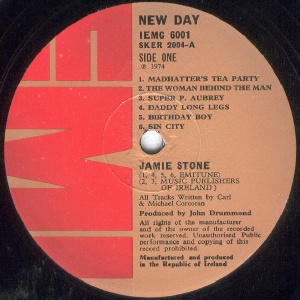 NEW DAY
IEMC 6001
SKER 2004-A
SIDE ONE
℗ 1974
1. MADHATTER'S TEA PARTY
2. THE WOMAN BEHIND THE MAN
3. SUPER P. AUBREY
4. DADDY LONG LEGS
5. BIRTHDAY BOY
6. SIN CITY
JAMIE STONE
(1, 4, 5, 6, EMITUNE)
(2, 3, MUSIC PUBLISHERS
OF IRELAND)
All Tracks Written by Carl
& Michael Corcoran
Produced by John Drummond
All rights of the manufacturer
and of the owner of the recorded
work reserved. Unauthorised Public
performance and copying of this
record prohibited.
Manufactured and produced
in the Republic of Ireland
EMI